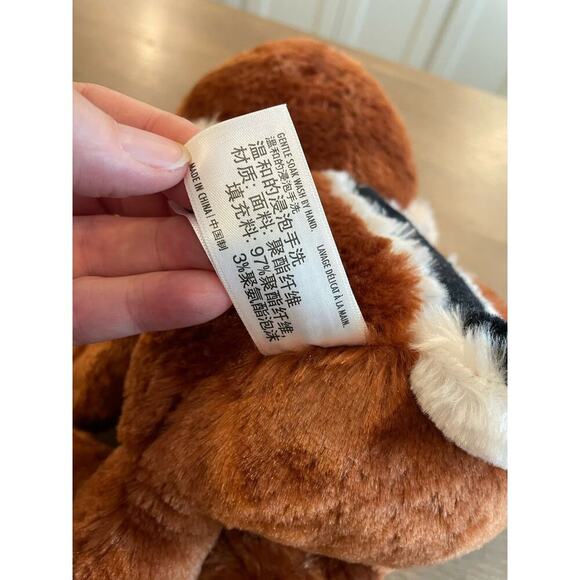 GENTLE SOAK WASH BY HAND.
温和的浸泡手洗
LAVAGE DÉLICAT À LA MAIN.
温和的浸泡手洗
材质: 面料: 聚酯纤维
填充料: 97%聚酯纤维,
3%聚氨酯泡沫
MADE IN CHINA | 中国制